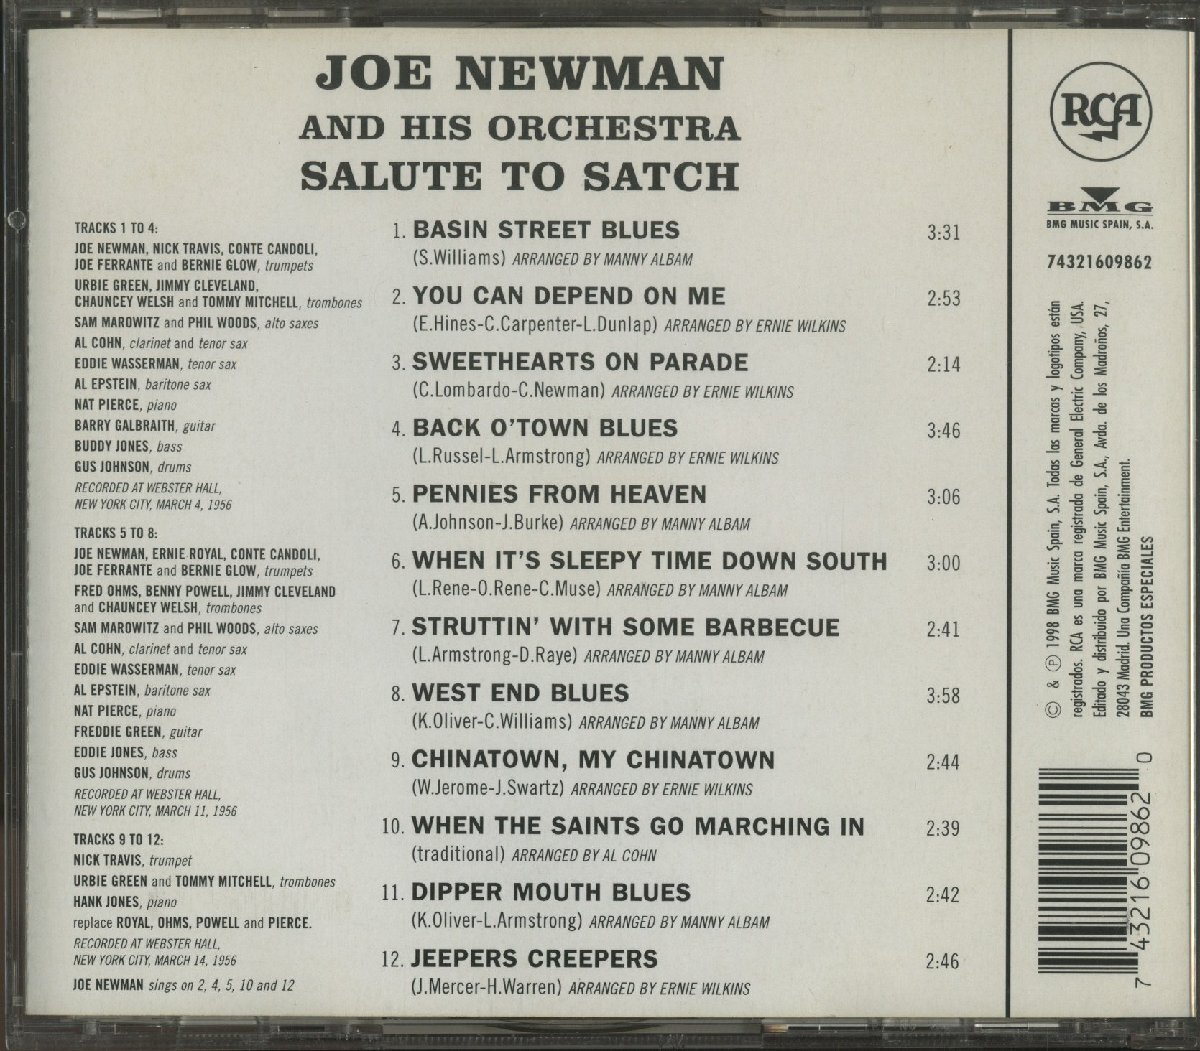 JOE NEWMAN
AND HIS ORCHESTRA
SALUTE TO SATCH
TRACKS 1 TO 4:
JOE NEWMAN, NICK TRAVIS, CONTE CANDOLI,
JOE FERRANTE and BERNIE GLOW, trumpets
URBIE GREEN, JIMMY CLEVELAND,
CHAUNCEY WELSH and TOMMY MITCHELL, trombones
SAM MAROWITZ and PHIL WOODS, alto saxes
AL COHN, clarinet and tenor sax
EDDIE WASSERMAN, tenor sax
AL EPSTEIN, baritone sax
NAT PIERCE, piano
BARRY GALBRAITH, guitar
BUDDY JONES, bass
GUS JOHNSON, drums
RECORDED AT WEBSTER HALL,
NEW YORK CITY, MARCH 4, 1956
TRACKS 5 TO 8:
JOE NEWMAN, ERNIE ROYAL, CONTE CANDOLI,
JOE FERRANTE and BERNIE GLOW, trumpets
FRED OHMS, BENNY POWELL, JIMMY CLEVELAND
and CHAUNCEY WELSH, trombones
SAM MAROWITZ and PHIL WOODS, alto saxes
AL COHN, clarinet and tenor sax
EDDIE WASSERMAN, tenor sax
AL EPSTEIN, baritone sax
NAT PIERCE, piano
FREDDIE GREEN, guitar
EDDIE JONES, bass
GUS JOHNSON, drums
RECORDED AT WEBSTER HALL,
NEW YORK CITY, MARCH 11, 1956
TRACKS 9 TO 12:
NICK TRAVIS, trumpet
URBIE GREEN and TOMMY MITCHELL, trombones
HANK JONES, piano
replace ROYAL, OHMS, POWELL and PIERCE.
RECORDED AT WEBSTER HALL,
NEW YORK CITY, MARCH 14, 1956
JOE NEWMAN sings on 2, 4, 5, 10 and 12
1. BASIN STREET BLUES 3:31
(S.Williams) ARRANGED BY MANNY ALBAM
2. YOU CAN DEPEND ON ME 2:53
(E.Hines-C.Carpenter-L.Dunlap) ARRANGED BY ERNIE WILKINS
3. SWEETHEARTS ON PARADE 2:14
(C.Lombardo-C.Newman) ARRANGED BY ERNIE WILKINS
4. BACK O'TOWN BLUES 3:46
(L.Russel-L.Armstrong) ARRANGED BY ERNIE WILKINS
5. PENNIES FROM HEAVEN 3:06
(A.Johnson-J.Burke) ARRANGED BY MANNY ALBAM
6. WHEN IT'S SLEEPY TIME DOWN SOUTH 3:00
(L.Rene-O.Rene-C.Muse) ARRANGED BY MANNY ALBAM
7. STRUTTIN' WITH SOME BARBECUE 2:41
(L.Armstrong-D.Raye) ARRANGED BY MANNY ALBAM
8. WEST END BLUES 3:58
(K.Oliver-C.Williams) ARRANGED BY MANNY ALBAM
9. CHINATOWN, MY CHINATOWN 2:44
(W.Jerome-J.Swartz) ARRANGED BY ERNIE WILKINS
10. WHEN THE SAINTS GO MARCHING IN 2:39
(traditional) ARRANGED BY AL COHN
11. DIPPER MOUTH BLUES 2:42
(K.Oliver-L.Armstrong) ARRANGED BY MANNY ALBAM
12. JEEPERS CREEPERS 2:46
(J.Mercer-H.Warren) ARRANGED BY ERNIE WILKINS
RCA
BMG
BMG MUSIC SPAIN, S.A.
74321609862
© & ℗ 1998 BMG Music Spain, S.A. Todas las marcas y logotipos están
registrados. RCA es una marca registrada de General Electric Company, USA.
Editado y distribuido por BMG Music Spain, S.A., Avda. de los Madroños, 27,
28043 Madrid. Una Compañía BMG Entertainment.
BMG PRODUCTOS ESPECIALES
7 43216 09862 0